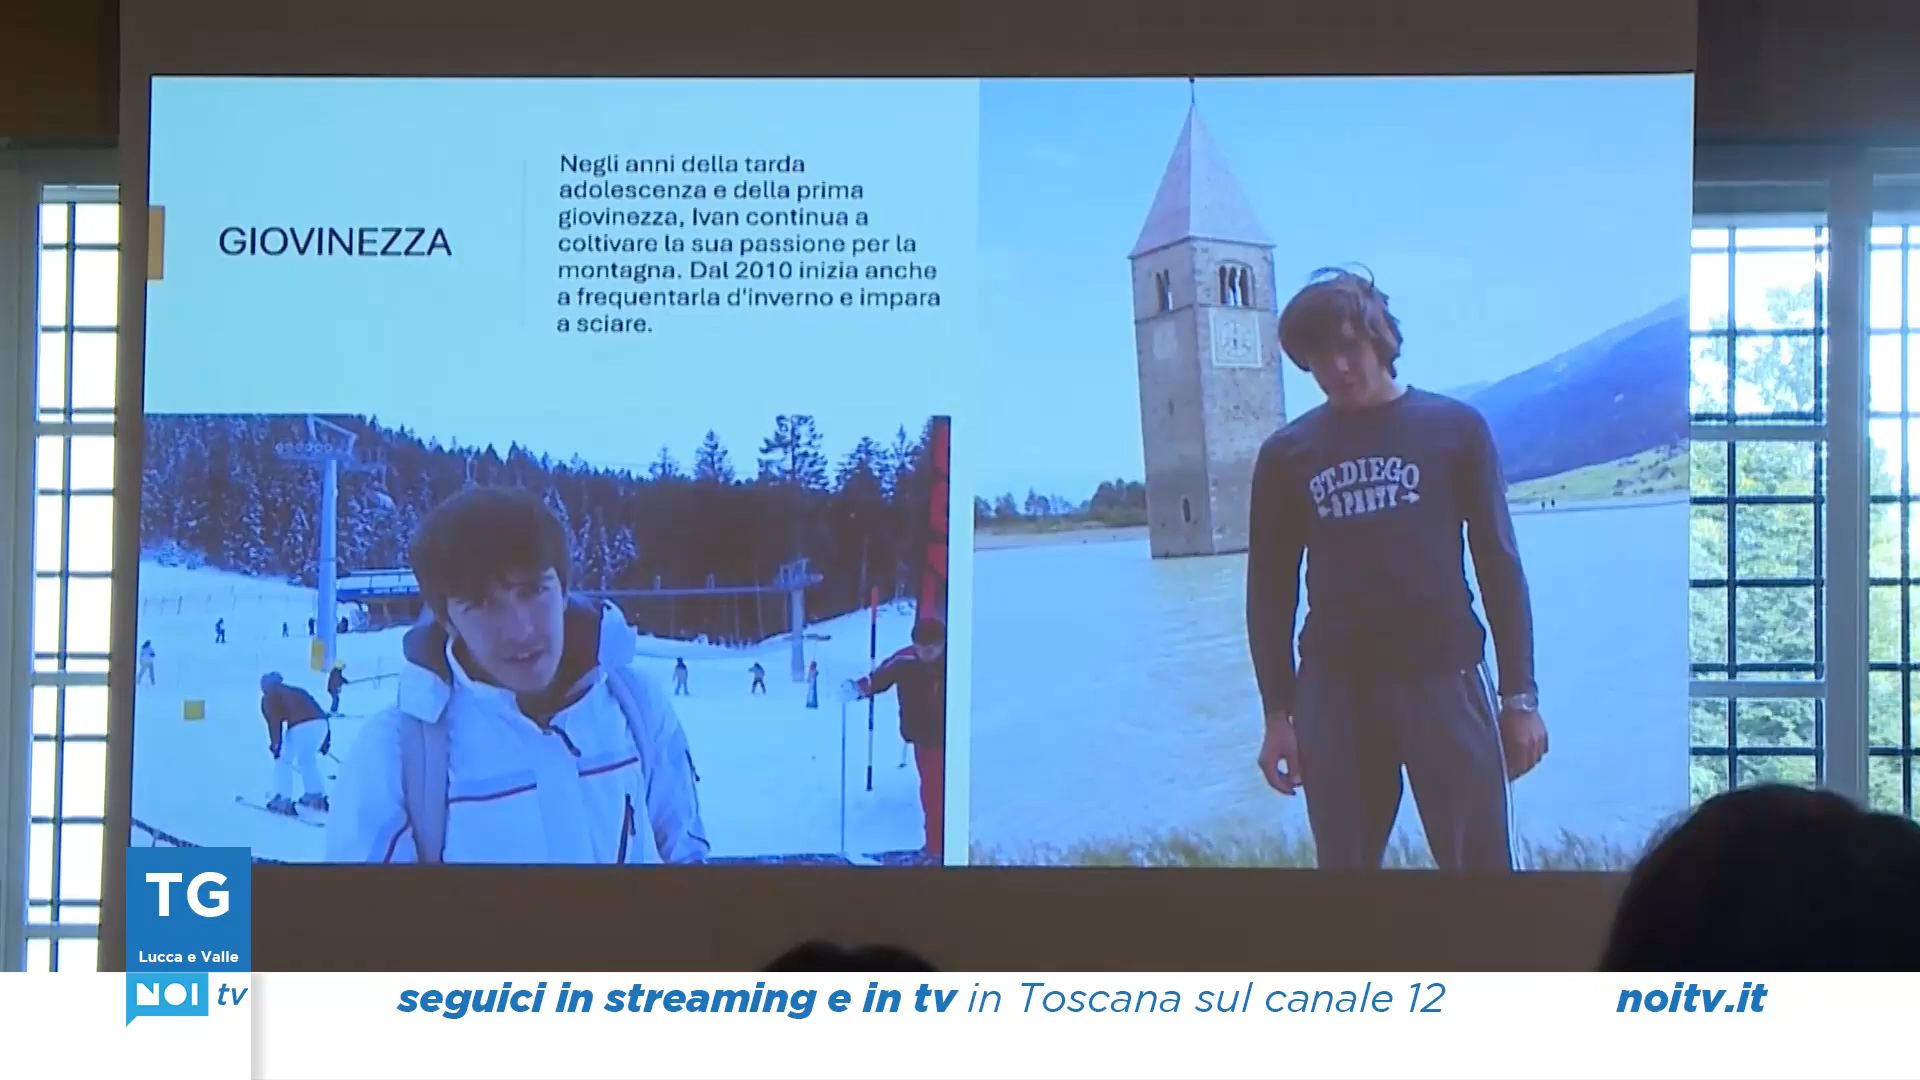 GIOVINEZZA
Negli anni della tarda
adolescenza e della prima
giovinezza, Ivan continua a
coltivare la sua passione per la
montagna. Dal 2010 inizia anche
a frequentarla d'inverno e impara
a sciare.
ST.DIEGO
PARTY
TG
Lucca e Valle
NOI tv
seguici in streaming e in tv in Toscana sul canale 12
noitv.it